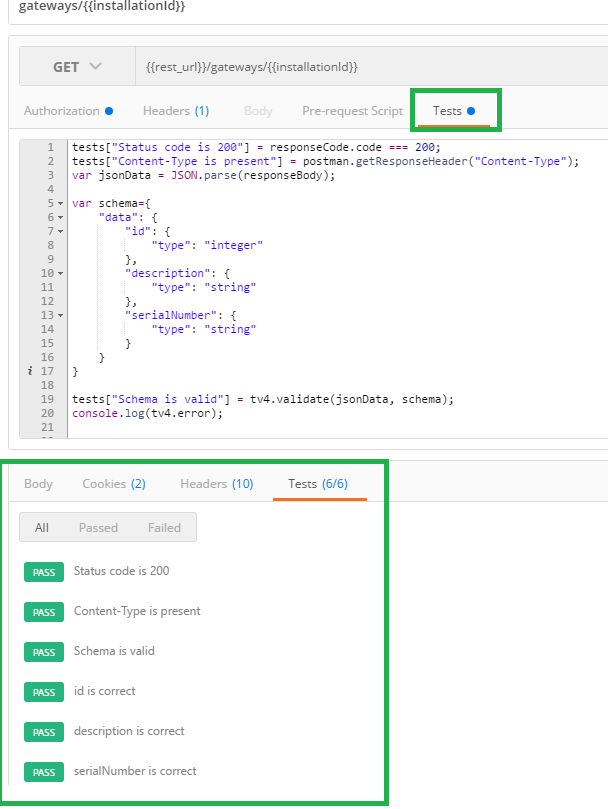 gateways/{{installationId}}
GET {{rest_url}}/gateways/{{installationId}}
Authorization Headers (1) Body Pre-request Script Tests
1 tests["Status code is 200"] = responseCode.code === 200;
2 tests["Content-Type is present"] = postman.getResponseHeader("Content-Type");
3 var jsonData = JSON.parse(responseBody);
4
5 var schema={
6 "data": {
7 "id": {
8 "type": "integer"
9 },
10 "description": {
11 "type": "string"
12 },
13 "serialNumber": {
14 "type": "string"
15 }
16 }
i 17 }
18
19 tests["Schema is valid"] = tv4.validate(jsonData, schema);
20 console.log(tv4.error);
21
Body Cookies (2) Headers (10) Tests (6/6)
All Passed Failed
PASS Status code is 200
PASS Content-Type is present
PASS Schema is valid
PASS id is correct
PASS description is correct
PASS serialNumber is correct